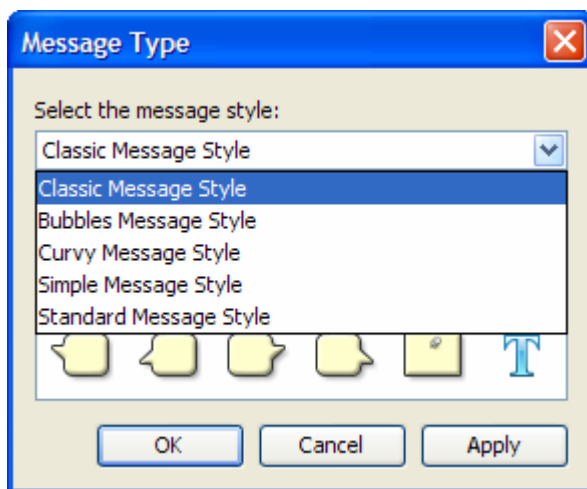 Message Type
Select the message style:
Classic Message Style
Classic Message Style
Bubbles Message Style
Curvy Message Style
Simple Message Style
Standard Message Style
T
OK Cancel Apply